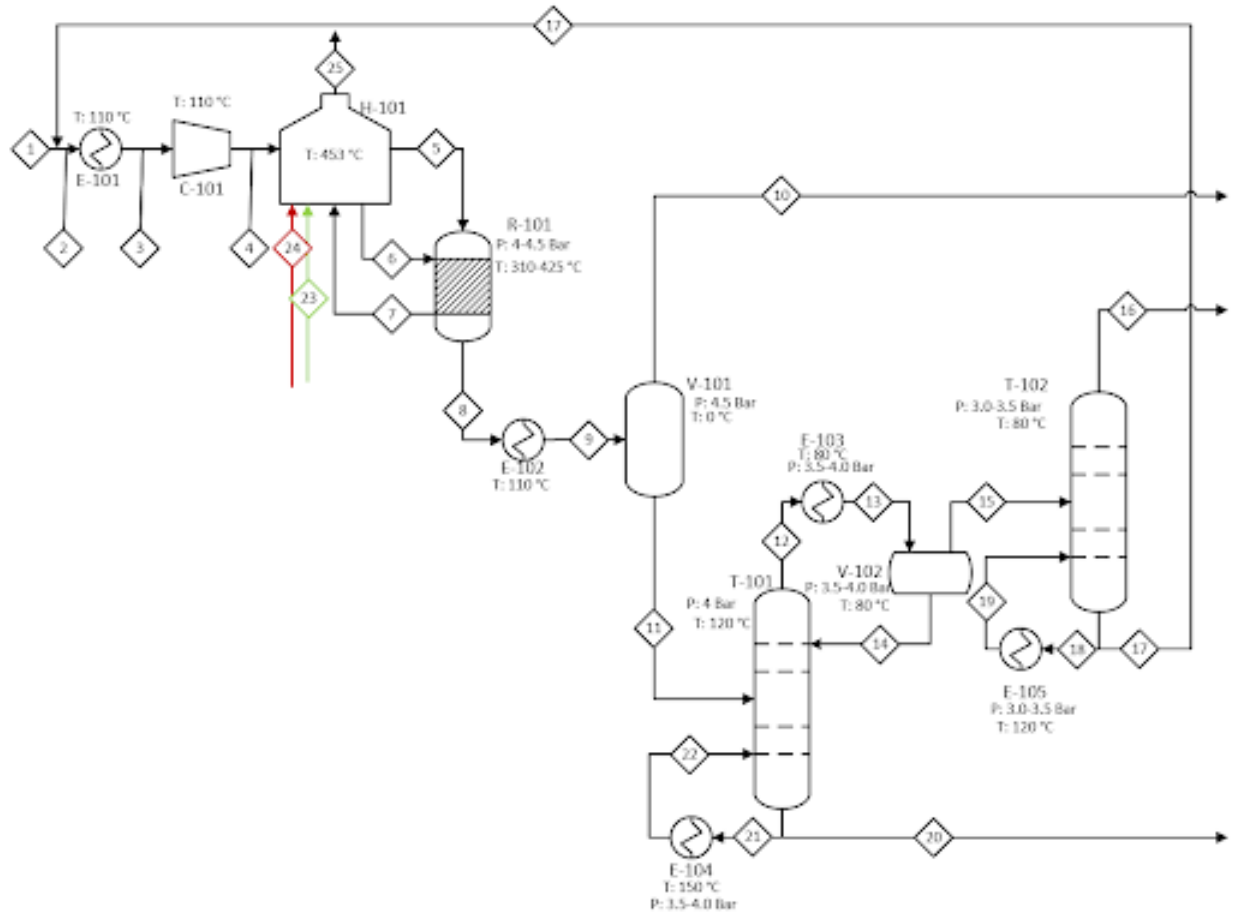 17
25
T: 110 °C
H-101
T: 110 °C
1
E-101
C-101
T: 453 °C
5
10
R-101
P: 4-4.5 Bar
T: 310-425 °C
2
3
4
24
6
23
7
16
V-101
P: 4.5 Bar
T: 0 °C
T-102
P: 3.0-3.5 Bar
T: 80 °C
8
9
E-102
T: 110 °C
E-103
T: 80 °C
P: 3.5-4.0 Bar
13
15
12
V-102
P: 3.5-4.0 Bar
T: 80 °C
T-101
P: 4 Bar
T: 120 °C
11
14
19
18
17
E-105
P: 3.0-3.5 Bar
T: 120 °C
22
21
20
E-104
T: 150 °C
P: 3.5-4.0 Bar